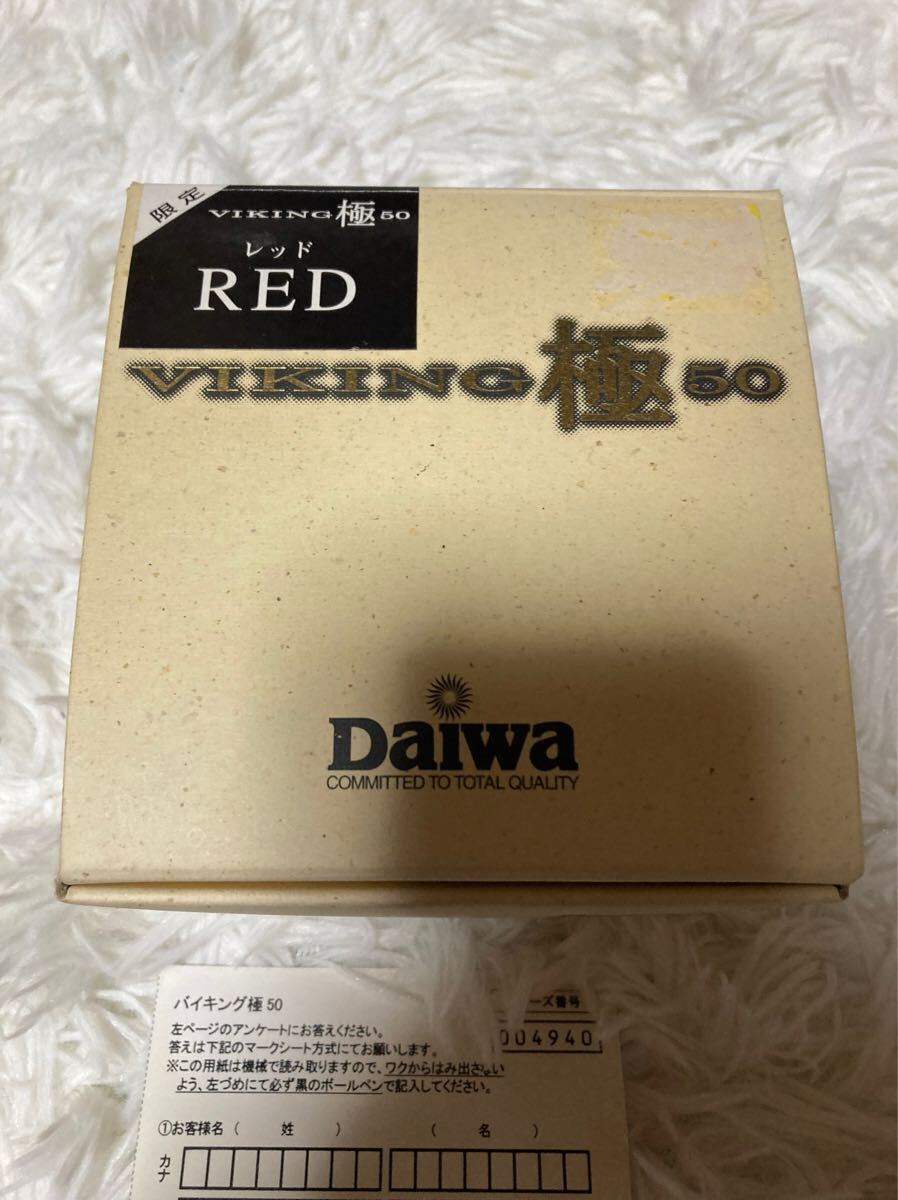 限定
VIKING極50
レッド
RED
VIKING極50
Daiwa
COMMITTED TO TOTAL QUALITY
バイキング極50
ーズ番号
左ページのアンケートにお答えください。
004940
答えは下記のマークシート方式にてお願いします。
※この用紙は機械で読み取りますので、ワクからはみ出さない
よう、左づめにて必ず黒のボールペンで記入してください。
①お客様名 ( 姓 ) ( 名 )
カナ